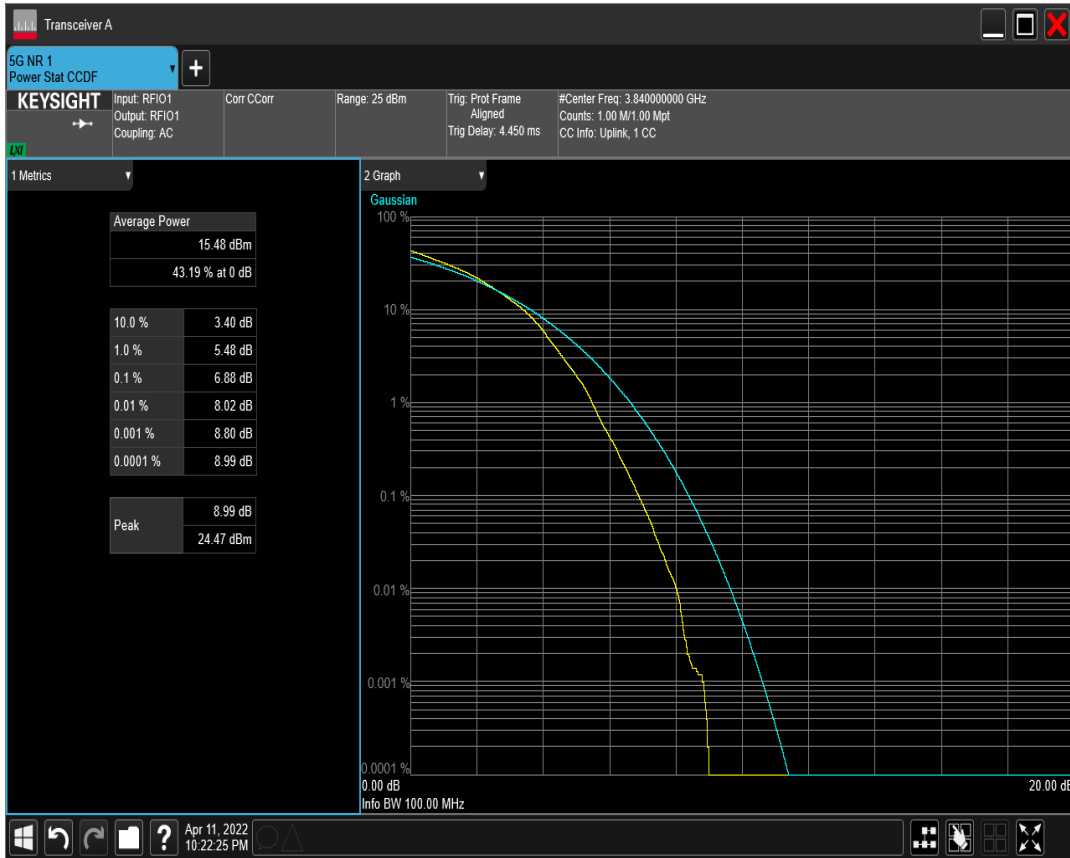 Transceiver A
5G NR 1
Power Stat CCDF
KEYSIGHT
LXI
Input: RFIO1
Output: RFIO1
Coupling: AC
Corr CCorr
Range: 25 dBm
Trig: Prot Frame
Aligned
Trig Delay: 4.450 ms
#Center Freq: 3.840000000 GHz
Counts: 1.00 M/1.00 Mpt
CC Info: Uplink, 1 CC
1 Metrics
Average Power
15.48 dBm
43.19 % at 0 dB
10.0 % 3.40 dB
1.0 % 5.48 dB
0.1 % 6.88 dB
0.01 % 8.02 dB
0.001 % 8.80 dB
0.0001 % 8.99 dB
Peak
8.99 dB
24.47 dBm
2 Graph
Gaussian
100 %
10 %
1 %
0.1 %
0.01 %
0.001 %
0.0001 %
0.00 dB 20.00 dB
Info BW 100.00 MHz
?
Apr 11, 2022
10:22:25 PM